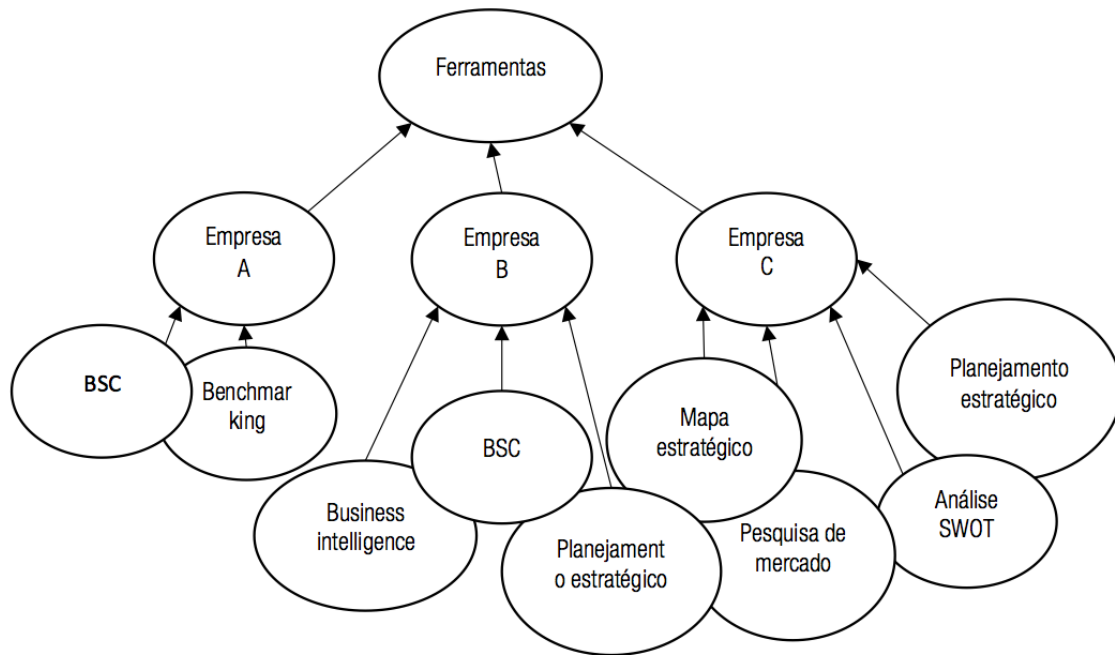 Ferramentas
Empresa
A
Empresa
B
Empresa
C
BSC
Benchmar
king
Business
intelligence
BSC
Planejament
o estratégico
Mapa
estratégico
Pesquisa de
mercado
Análise
SWOT
Planejamento
estratégico